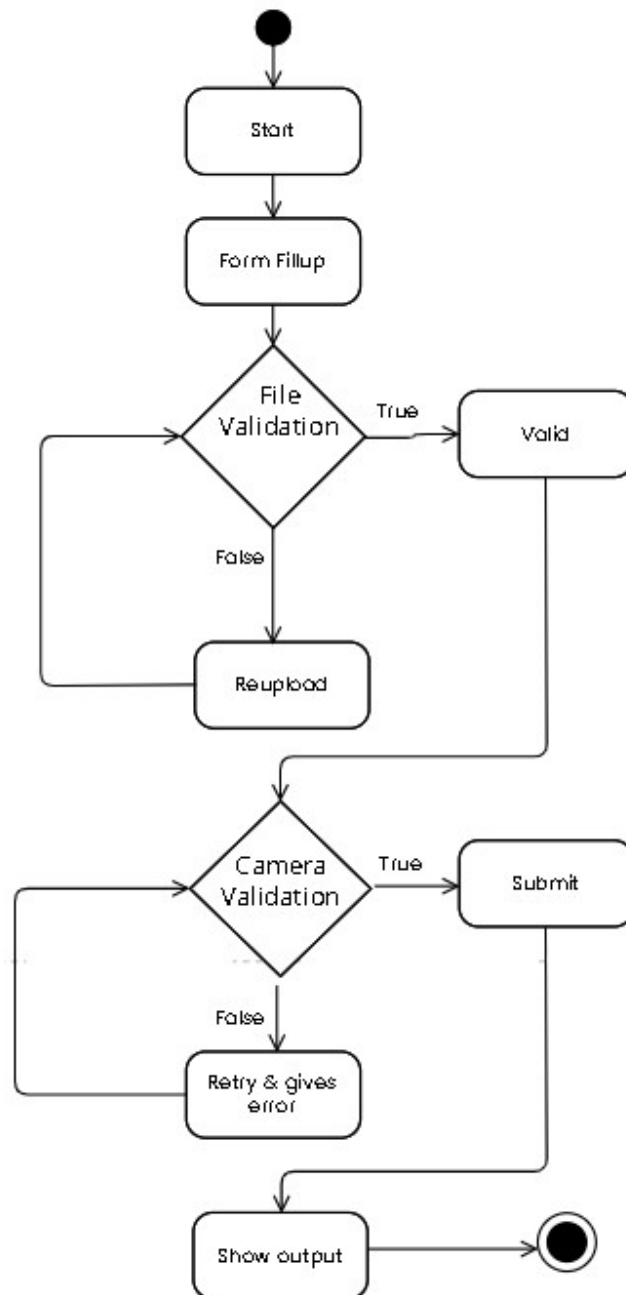 Start
Form Fillup
File
Validation
True
Valid
False
Reupload
Camera
Validation
True
Submit
False
Retry & gives
error
Show output